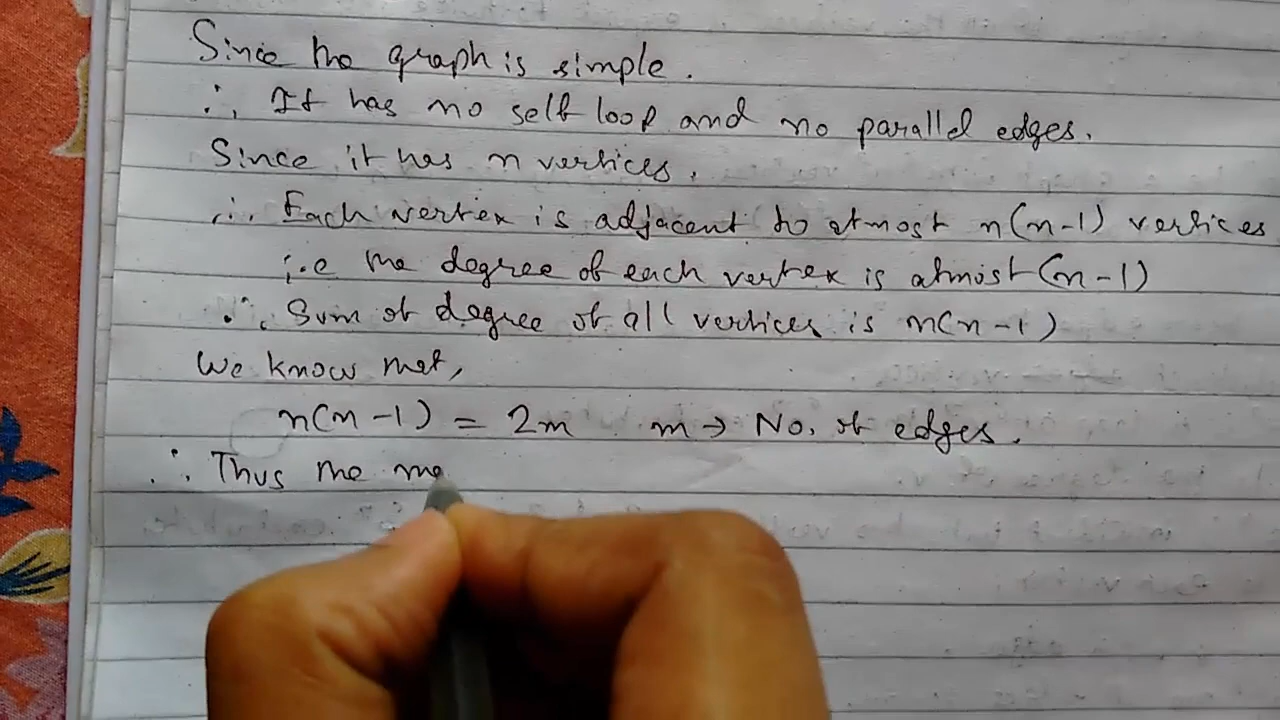 Since the graph is simple.
∴ It has no self loop and no parallel edges.
Since it has n vertices.
∴ Each vertex is adjacent to atmost n(n-1) vertices
i.e the degree of each vertex is atmost (n-1)
∴ Sum of degree of all vertices is n(n-1)
We know that,
n(n-1) = 2m m → No. of edges.
∴ Thus the me